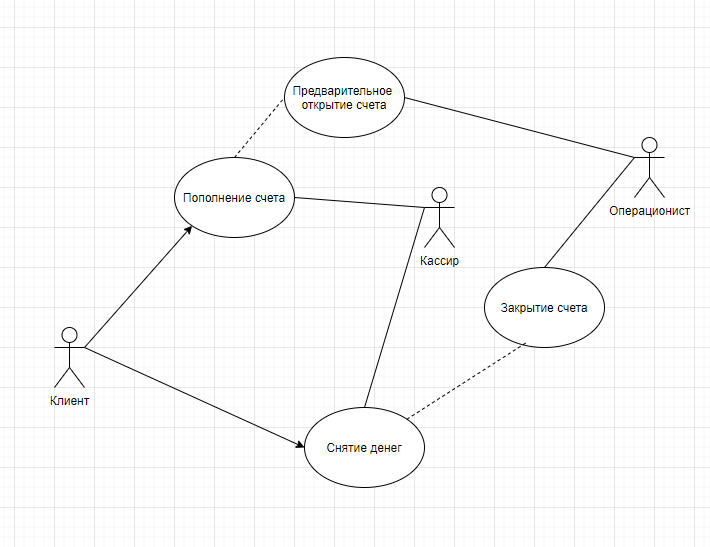 Предварительное
открытие счета
Пополнение счета
Операционист
Кассир
Закрытие счета
Клиент
Снятие денег